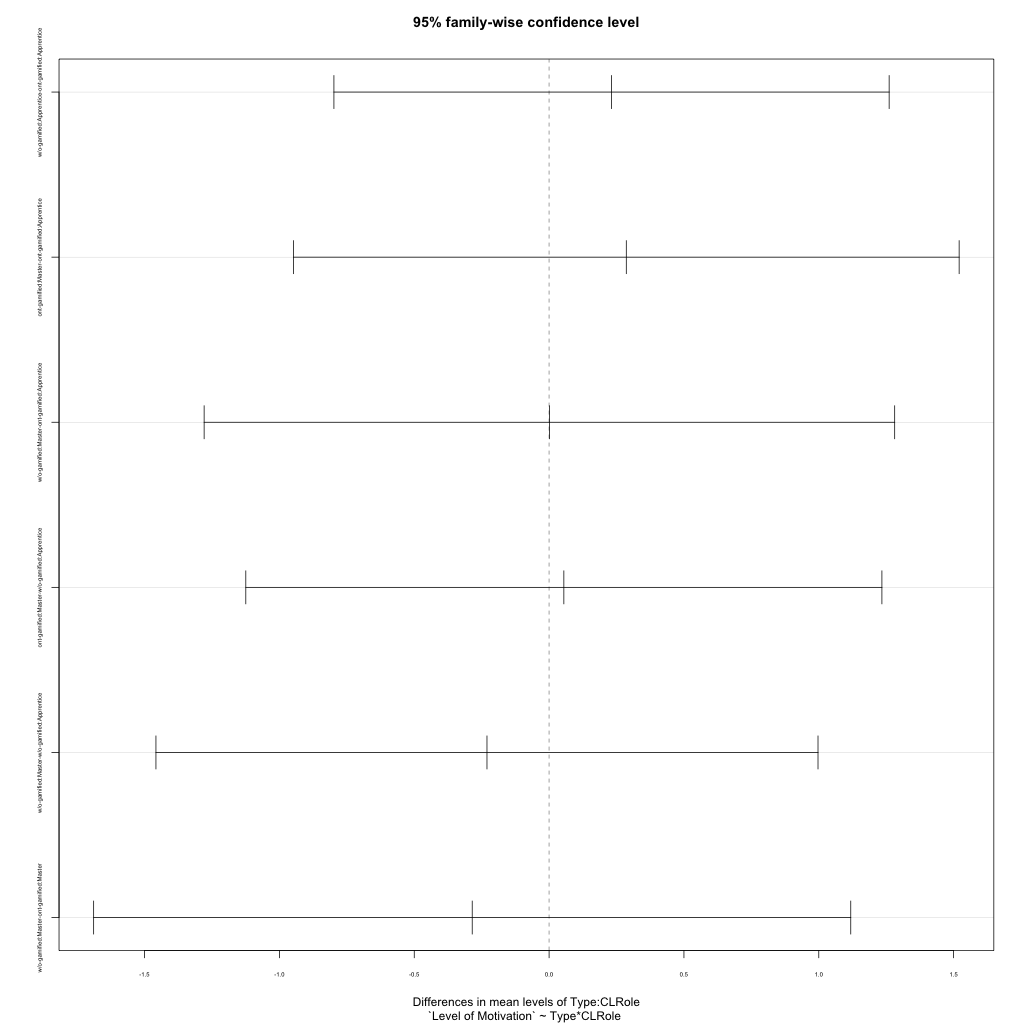 95% family-wise confidence level
w/o-gamified:Apprentice-ont-gamified:Apprentice
ont-gamified:Master-ont-gamified:Apprentice
w/o-gamified:Master-ont-gamified:Apprentice
ont-gamified:Master-w/o-gamified:Apprentice
w/o-gamified:Master-w/o-gamified:Apprentice
w/o-gamified:Master-ont-gamified:Master
-1.5 -1.0 -0.5 0.0 0.5 1.0 1.5
Differences in mean levels of Type:CLRole
`Level of Motivation` ~ Type*CLRole